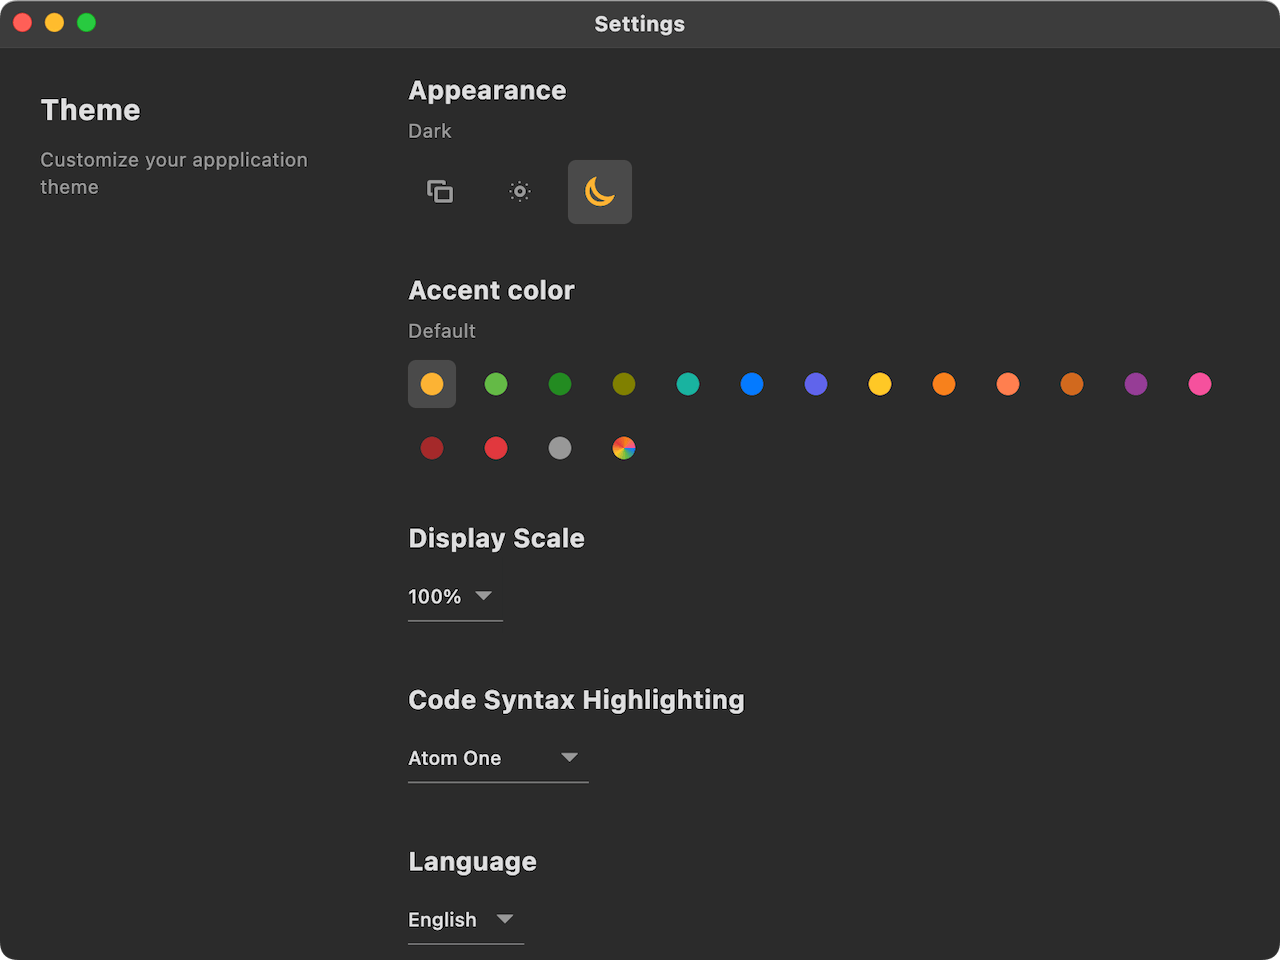 Settings
Theme
Customize your appplication
theme
Appearance
Dark
Accent color
Default
Display Scale
100%
Code Syntax Highlighting
Atom One
Language
English